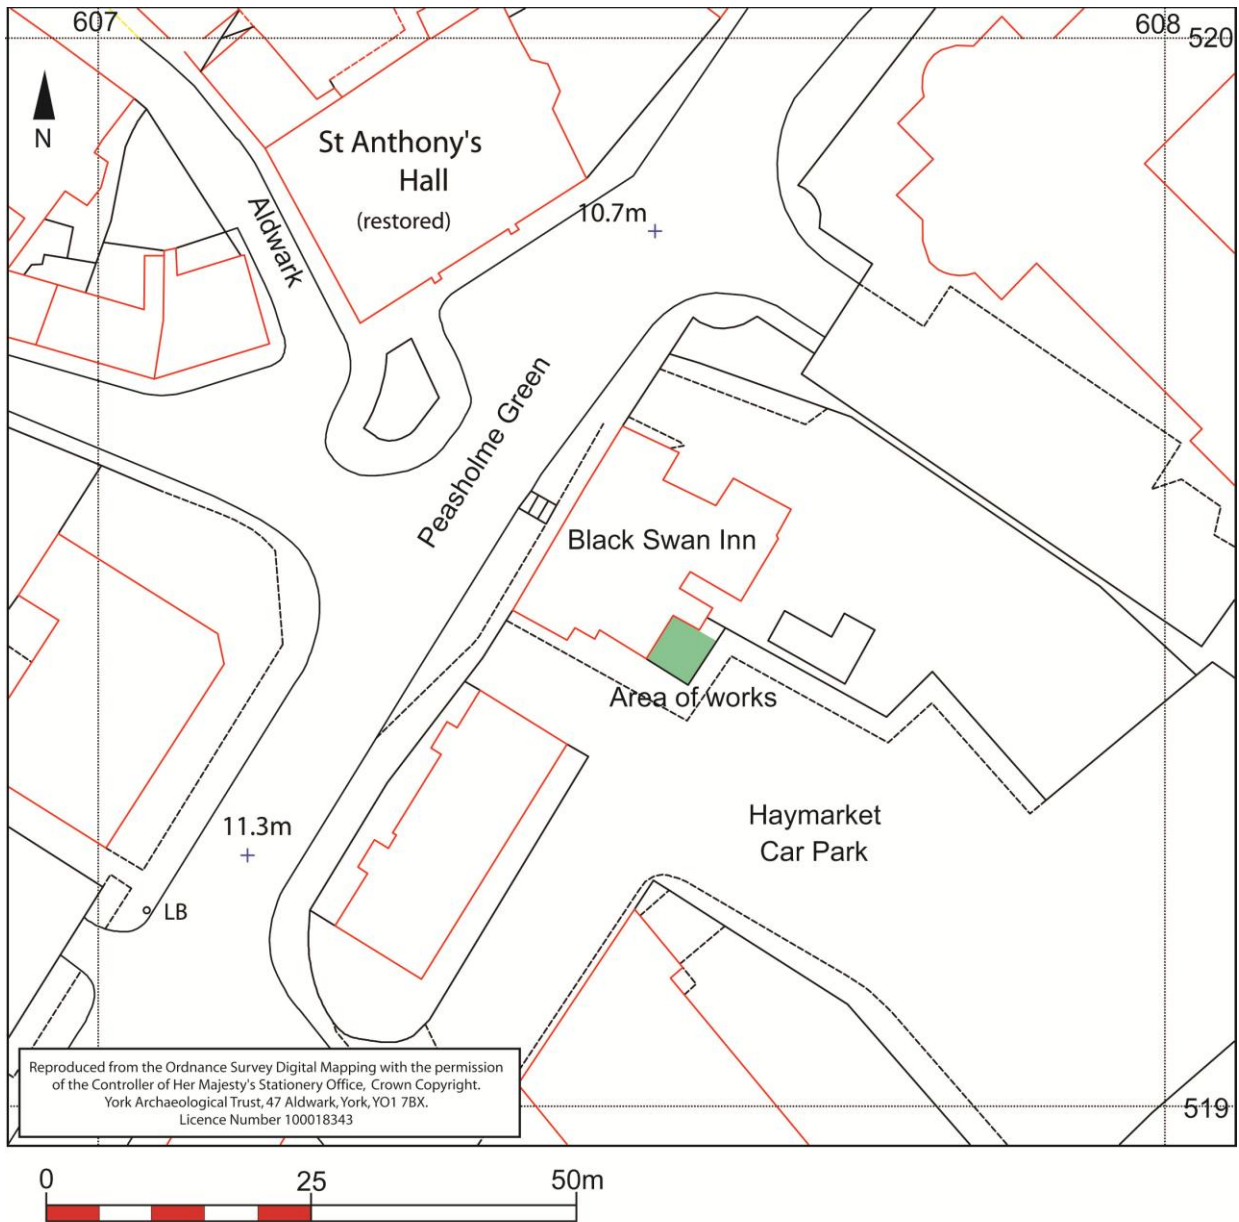 607
608
520
N
St Anthony's
Hall
(restored)
Aldwark
10.7m
Peasholme Green
Black Swan Inn
Area of works
Haymarket
Car Park
11.3m
LB
519
Reproduced from the Ordnance Survey Digital Mapping with the permission
of the Controller of Her Majesty's Stationery Office, Crown Copyright.
York Archaeological Trust, 47 Aldwark, York, YO1 7BX.
Licence Number 100018343
0
25
50m